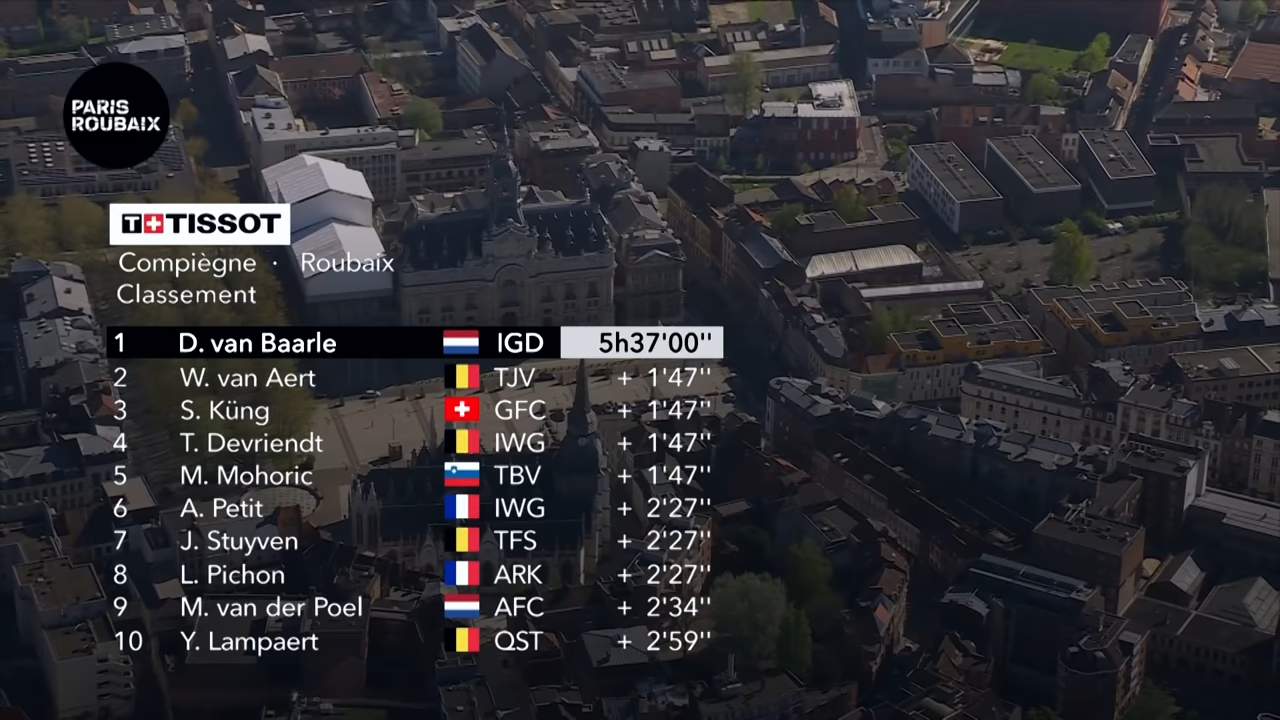 PARIS
ROUBAIX
T+TISSOT
Compiègne · Roubaix
Classement
1 D. van Baarle IGD 5h37'00''
2 W. van Aert TJV + 1'47''
3 S. Küng GFC + 1'47''
4 T. Devriendt IWG + 1'47''
5 M. Mohoric TBV + 1'47''
6 A. Petit IWG + 2'27''
7 J. Stuyven TFS + 2'27''
8 L. Pichon ARK + 2'27''
9 M. van der Poel AFC + 2'34''
10 Y. Lampaert QST + 2'59''